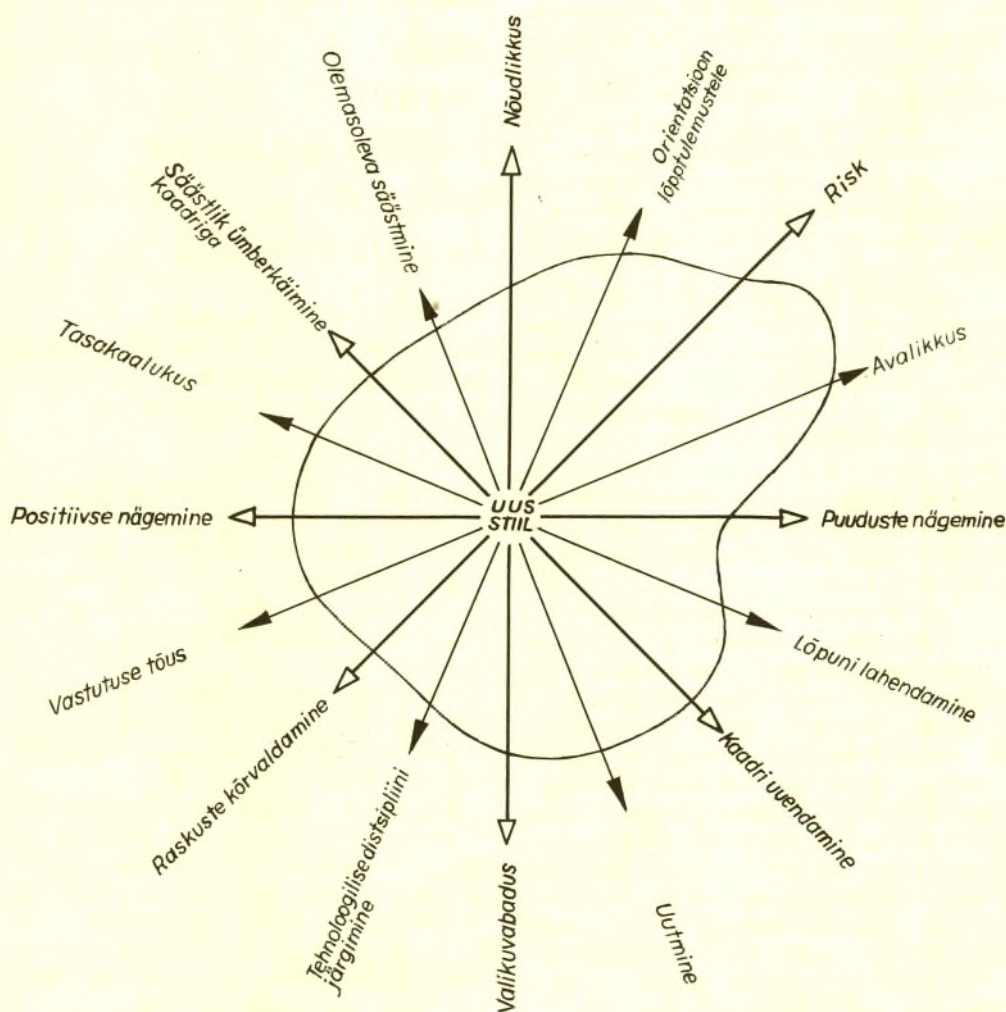 Nõudlikkus
Orientatsioon
lõpptulemustele
Risk
Avalikkus
Puuduste nägemine
Lõpuni lahendamine
Kaadri uuendamine
Uutmine
Valikuvabadus
Tehnoloogilise distsipliini
järgimine
Raskuste kõrvaldamine
Vastutuse tõus
Positiivse nägemine
Tasakaalukus
Säästlik ümberkäimine
kaadriga
Olemasoleva säästmine
UUS
STIIL